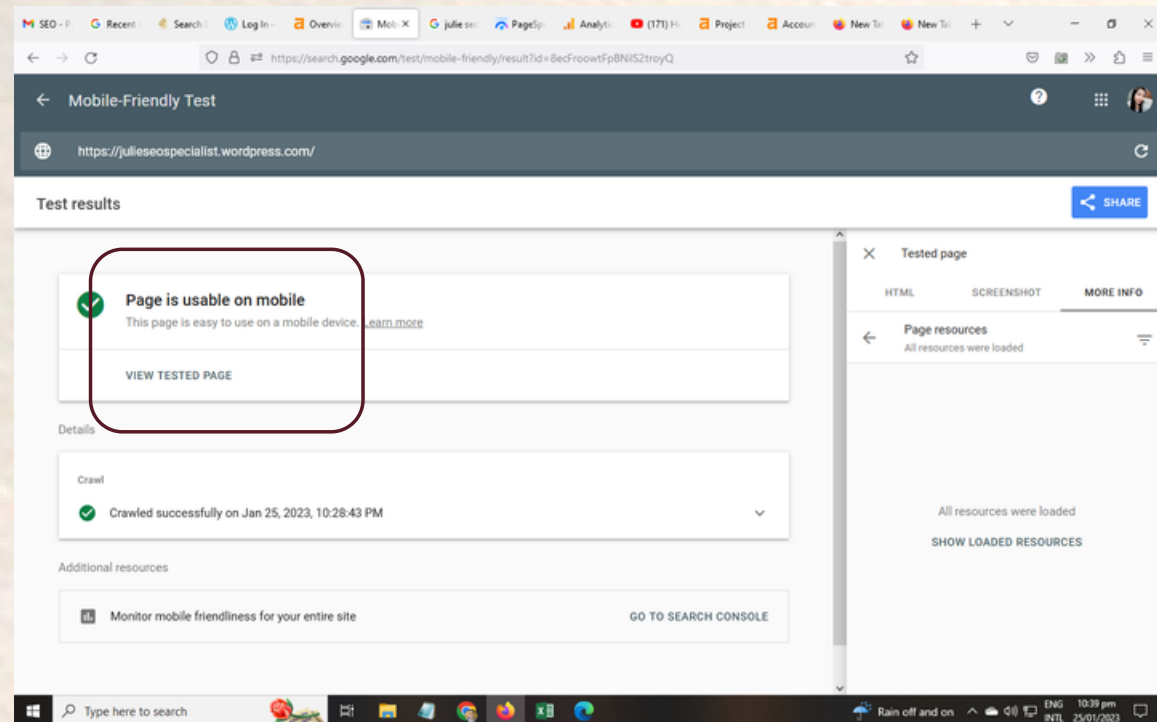 SEO - P
Recent
Search
Log In -
Overvie
Mob
julie seo
PageSp
Analyti
(171) H
Project
Accoun
New Ta
New Ta
https://search.google.com/test/mobile-friendly/result?id=
Mobile-Friendly Test
https://julieseospecialist.wordpress.com/
Test results
SHARE
Page is usable on mobile
This page is easy to use on a mobile device. Learn more
VIEW TESTED PAGE
Details
Crawl
Crawled successfully on Jan 25, 2023, 10:28:43 PM
Additional resources
Monitor mobile friendliness for your entire site
GO TO SEARCH CONSOLE
Tested page
HTML SCREENSHOT MORE INFO
Page resources
All resources were loaded
All resources were loaded
SHOW LOADED RESOURCES
Type here to search
Rain off and on
ENG
INTL
10:39 pm
25/01/2023